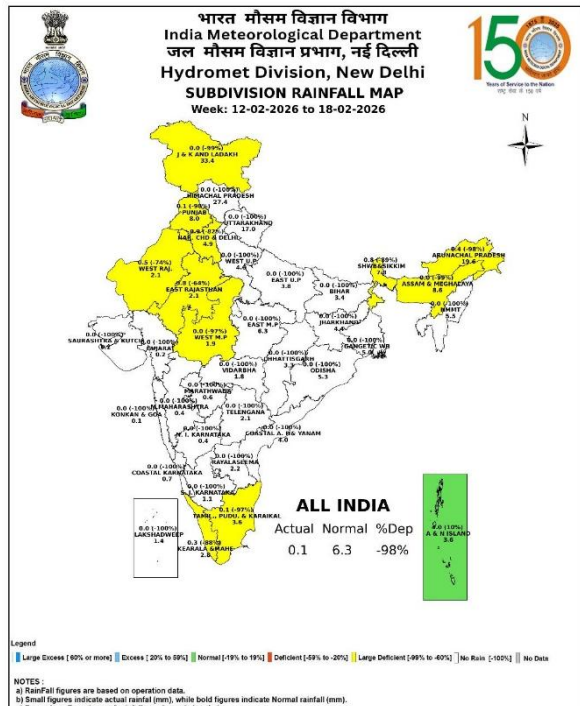 भारत मौसम विज्ञान विभाग
India Meteorological Department
जल मौसम विज्ञान प्रभाग, नई दिल्ली
Hydromet Division, New Delhi
SUBDIVISION RAINFALL MAP
Week: 12-02-2026 to 18-02-2026
150
Years of Service to the Nation
N
0.0 (-99%)
J & K AND LADAKH
33.4
0.0 (-100%)
HIMACHAL PRADESH
27.4
0.1 (-99%)
PUNJAB
8.0
0.0 (-100%)
UTTARAKHAND
17.0
HAR. CHD & DELHI
4.9
0.5 (-74%)
WEST RAJ.
2.1
0.0 (-100%)
WEST U.P
4.6
0.0 (-100%)
EAST U.P
3.8
EAST RAJASTHAN
2.1
0.0 (-100%)
BIHAR
3.4
0.8 (-89%)
SHWB&SIKKIM
7.8
0.4 (-98%)
ARUNACHAL PRADESH
19.6
0.0 (-99%)
ASSAM & MEGHALAYA
8.6
(-100%)
NMMT
5.5
0.0 (-97%)
WEST M.P
1.9
0.0 (-100%)
EAST M.P
6.3
0.0 (-100%)
JHARKHAND
4.4
0.0 (-100%)
GANGETIC WB
0.0 (-100%)
SAURASHTRA & KUTCH
0.0 (-100%)
GUJARAT
0.2
0.0 (-100%)
VIDARBHA
1.8
0.0 (-100%)
CHHATTISGARH
3.3
0.0 (-100%)
ODISHA
5.3
0.0 (-100%)
MARATHWADA
0.6
0.0 (-100%)
M.MAHARASHTRA
0.4
0.0 (-100%)
TELENGANA
2.1
0.0 (-100%)
KONKAN & GOA
0.1
0.0 (-100%)
N. I. KARNATAKA
0.4
0.0 (-100%)
COASTAL A. P.& YANAM
4.0
0.0 (-100%)
RAYALASEEMA
2.2
0.0 (-100%)
COASTAL KARNATAKA
0.7
0.0 (-100%)
S. I. KARNATAKA
1.1
0.1 (-97%)
TAMIL., PUDU. & KARAIKAL
3.6
0.0 (-100%)
LAKSHADWEEP
1.4
0.3 (-88%)
KEARALA &MAHE
2.8
(10%)
A & N ISLAND
3.6
ALL INDIA
Actual Normal %Dep
0.1 6.3 -98%
Legend
Large Excess [ 60% or more] Excess [ 20% to 59%] Normal [-19% to 19%] Deficient [-59% to -20%] Large Deficient [-99% to -60%] No Rain [-100%] No Data
NOTES :
a) RainFall figures are based on operation data.
b) Small figures indicate actual rainfal (mm), while bold figures indicate Normal rainfall (mm).